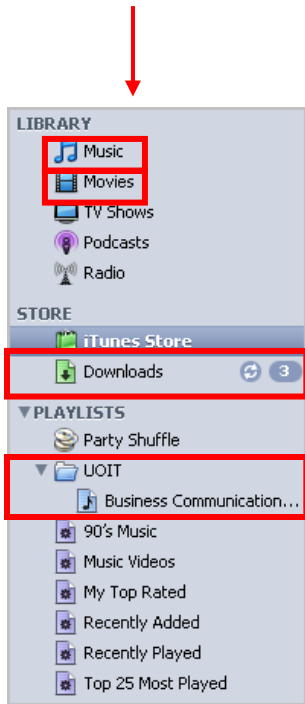 LIBRARY
Music
Movies
TV Shows
Podcasts
Radio
STORE
iTunes Store
Downloads 3
PLAYLISTS
Party Shuffle
UOIT
Business Communication...
90's Music
Music Videos
My Top Rated
Recently Added
Recently Played
Top 25 Most Played